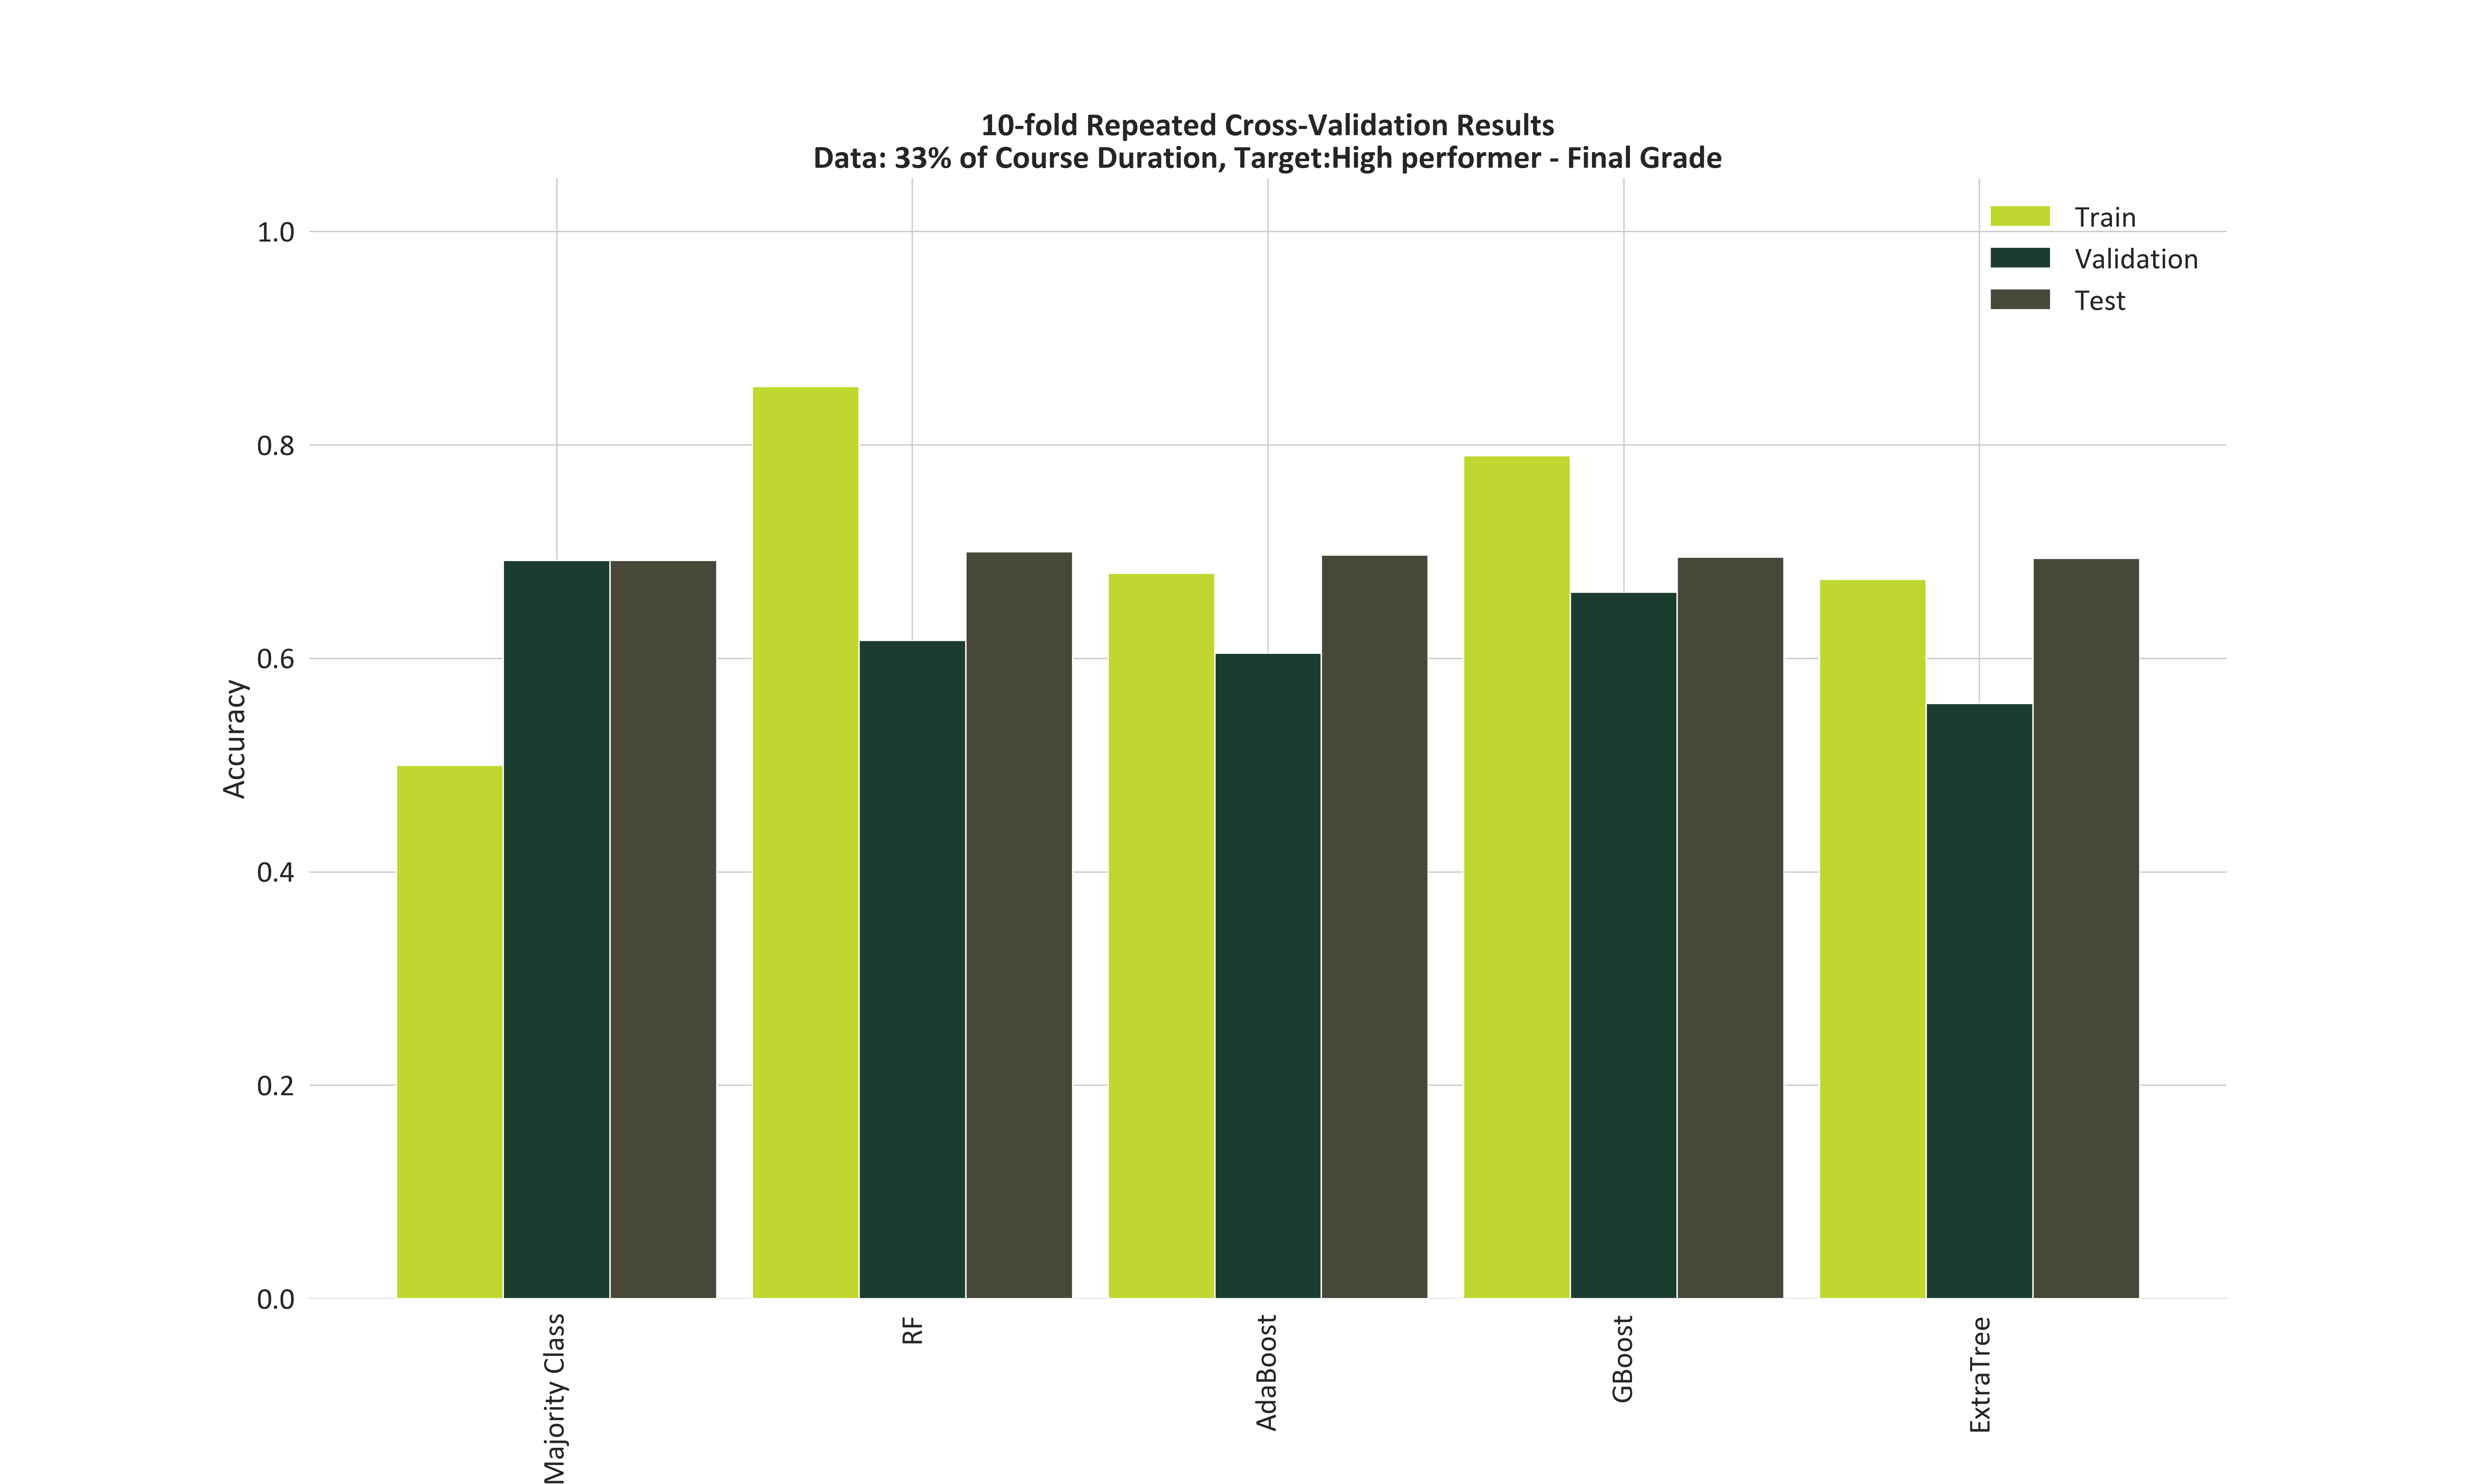 10-fold Repeated Cross-Validation Results
Data: 33% of Course Duration, Target:High performer - Final Grade
Train
Validation
Test
1.0
0.8
0.6
0.4
0.2
0.0
Accuracy
Majority Class
RF
AdaBoost
GBoost
ExtraTree